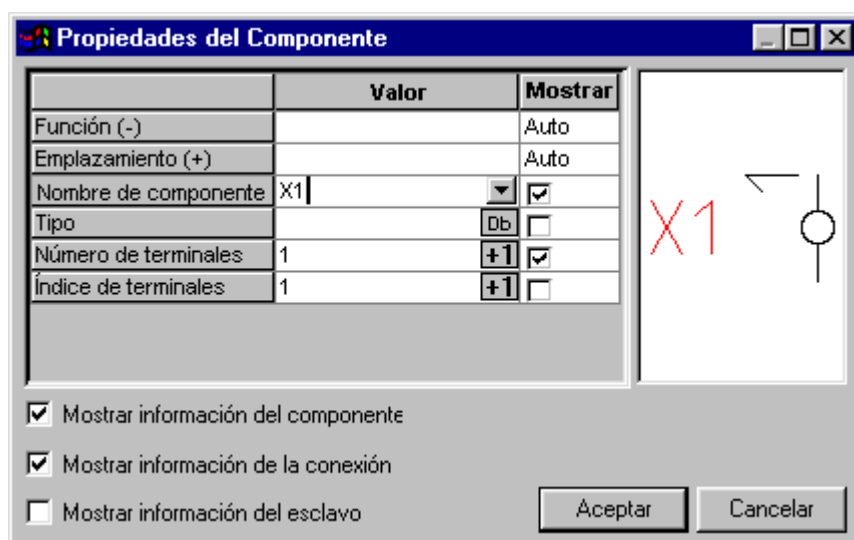 Propiedades del Componente
Valor Mostrar
Función (-) Auto
Emplazamiento (+) Auto
Nombre de componente X1
Tipo Db
Número de terminales 1 +1
Índice de terminales 1 +1
X1
Mostrar información del componente
Mostrar información de la conexión
Mostrar información del esclavo
Aceptar Cancelar